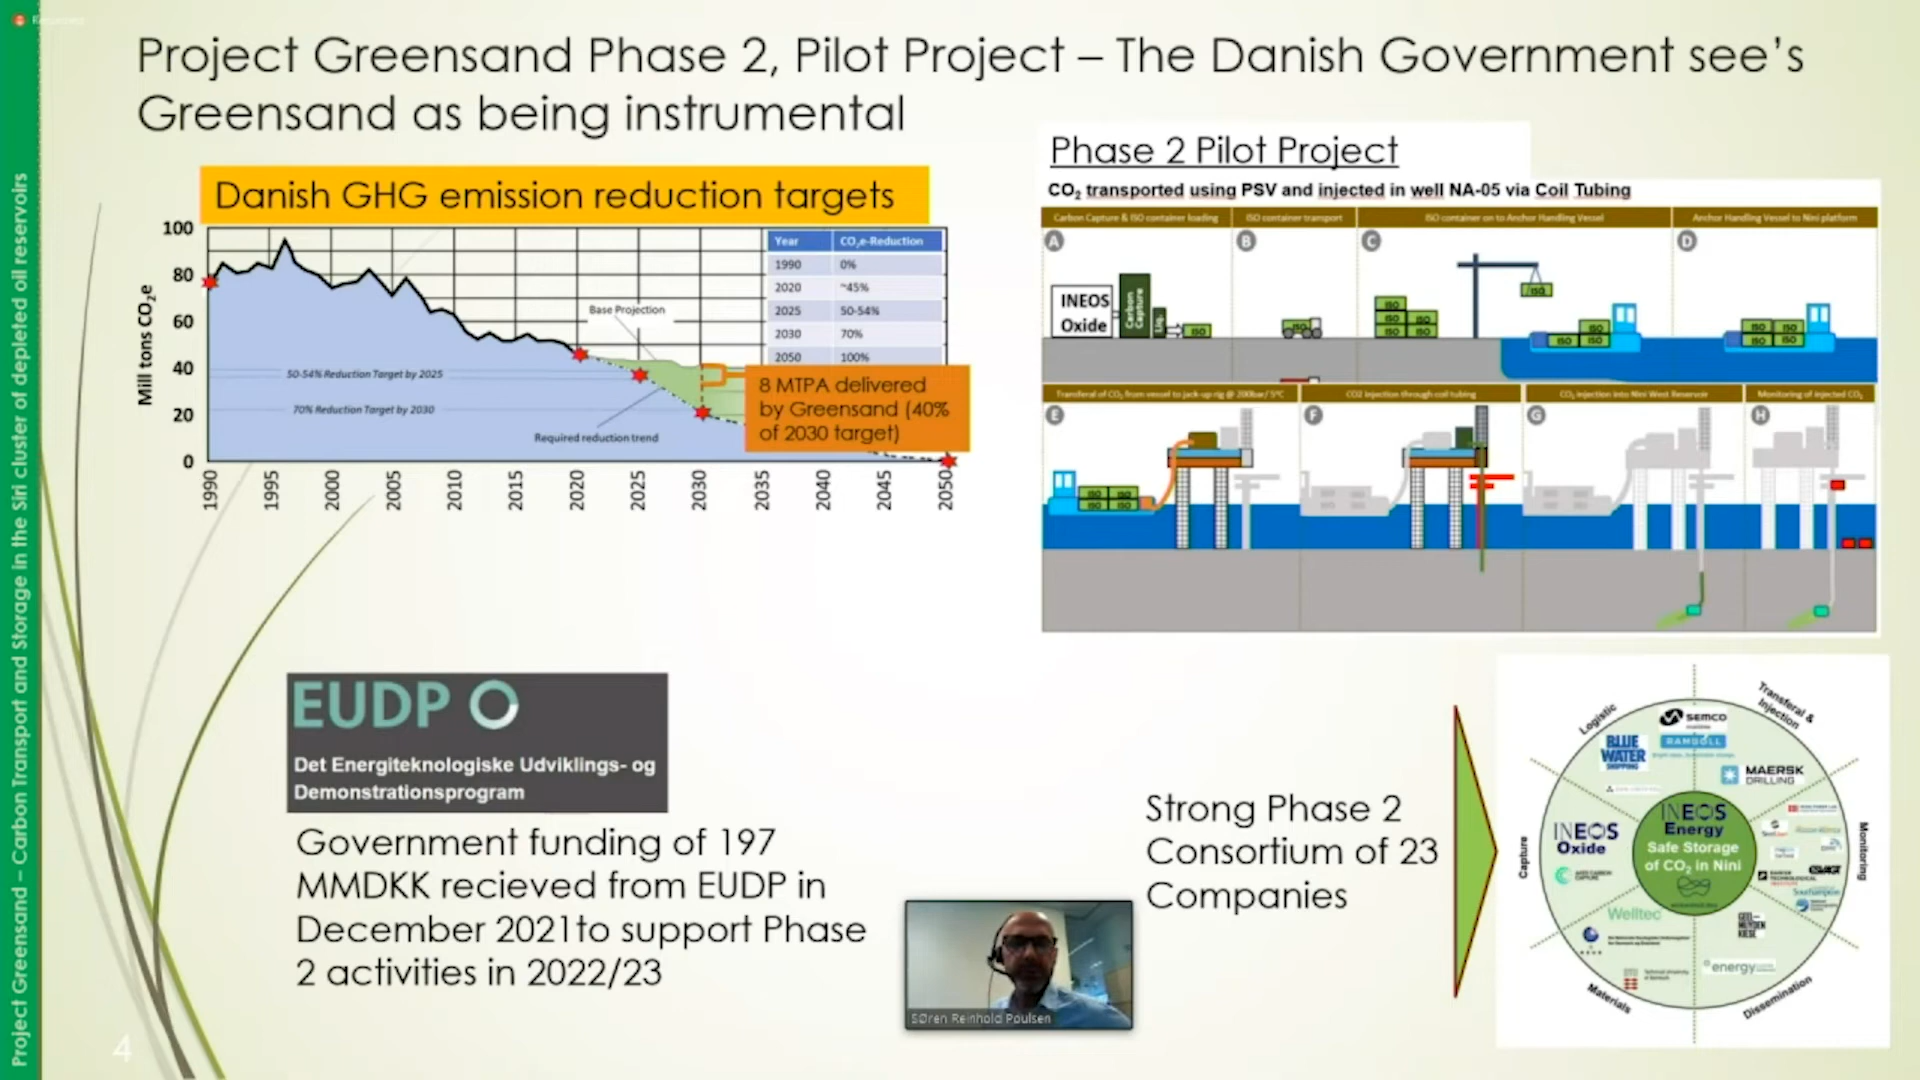 Project Greensand Phase 2, Pilot Project – The Danish Government see's
Greensand as being instrumental
Project Greensand – Carbon Transport and Storage in the Siri cluster of depleted oil reservoirs
Danish GHG emission reduction targets
Mill tons CO₂e
100
80
60
40
20
0
1990
1995
2000
2005
2010
2015
2020
2025
2030
2035
2040
2045
2050
Base Projection
50-54% Reduction Target by 2025
70% Reduction Target by 2030
Required reduction trend
Year CO₂e-Reduction
1990 0%
2020 ~45%
2025 50-54%
2030 70%
2050 100%
8 MTPA delivered
by Greensand (40%
of 2030 target)
Phase 2 Pilot Project
CO₂ transported using PSV and injected in well NA-05 via Coil Tubing
Carbon Capture & ISO container loading
ISO container transport
ISO container on to Anchor Handling Vessel
Anchor Handling Vessel to Nini platform
A
B
C
D
INEOS
Oxide
Carbon
Capture
Liq.
ISO
ISO
ISO
ISO ISO
ISO ISO
ISO
ISO
ISO ISO
ISO ISO
ISO ISO
Transferal of CO₂ from vessel to jack-up rig @ 200bar/ 5°C
CO2 injection through coil tubing
CO₂ injection into Nini West Reservoir
Monitoring of injected CO₂
E
F
G
H
ISO ISO
ISO ISO
EUDP
Det Energiteknologiske Udviklings- og
Demonstrationsprogram
Government funding of 197
MMDKK recieved from EUDP in
December 2021to support Phase
2 activities in 2022/23
Søren Reinhold Poulsen
Strong Phase 2
Consortium of 23
Companies
Logistic
Transferal &
Injection
Monitoring
Dissemination
Materials
Capture
SEMCO
RAMBOLL
BLUE
WATER
SHIPPING
MAERSK
DRILLING
INEOS
Oxide
INEOS
Energy
Safe Storage
of CO₂ in Nini
Welltec
GEEL-
MUYDEN
KIESE
Southampton
energy
4